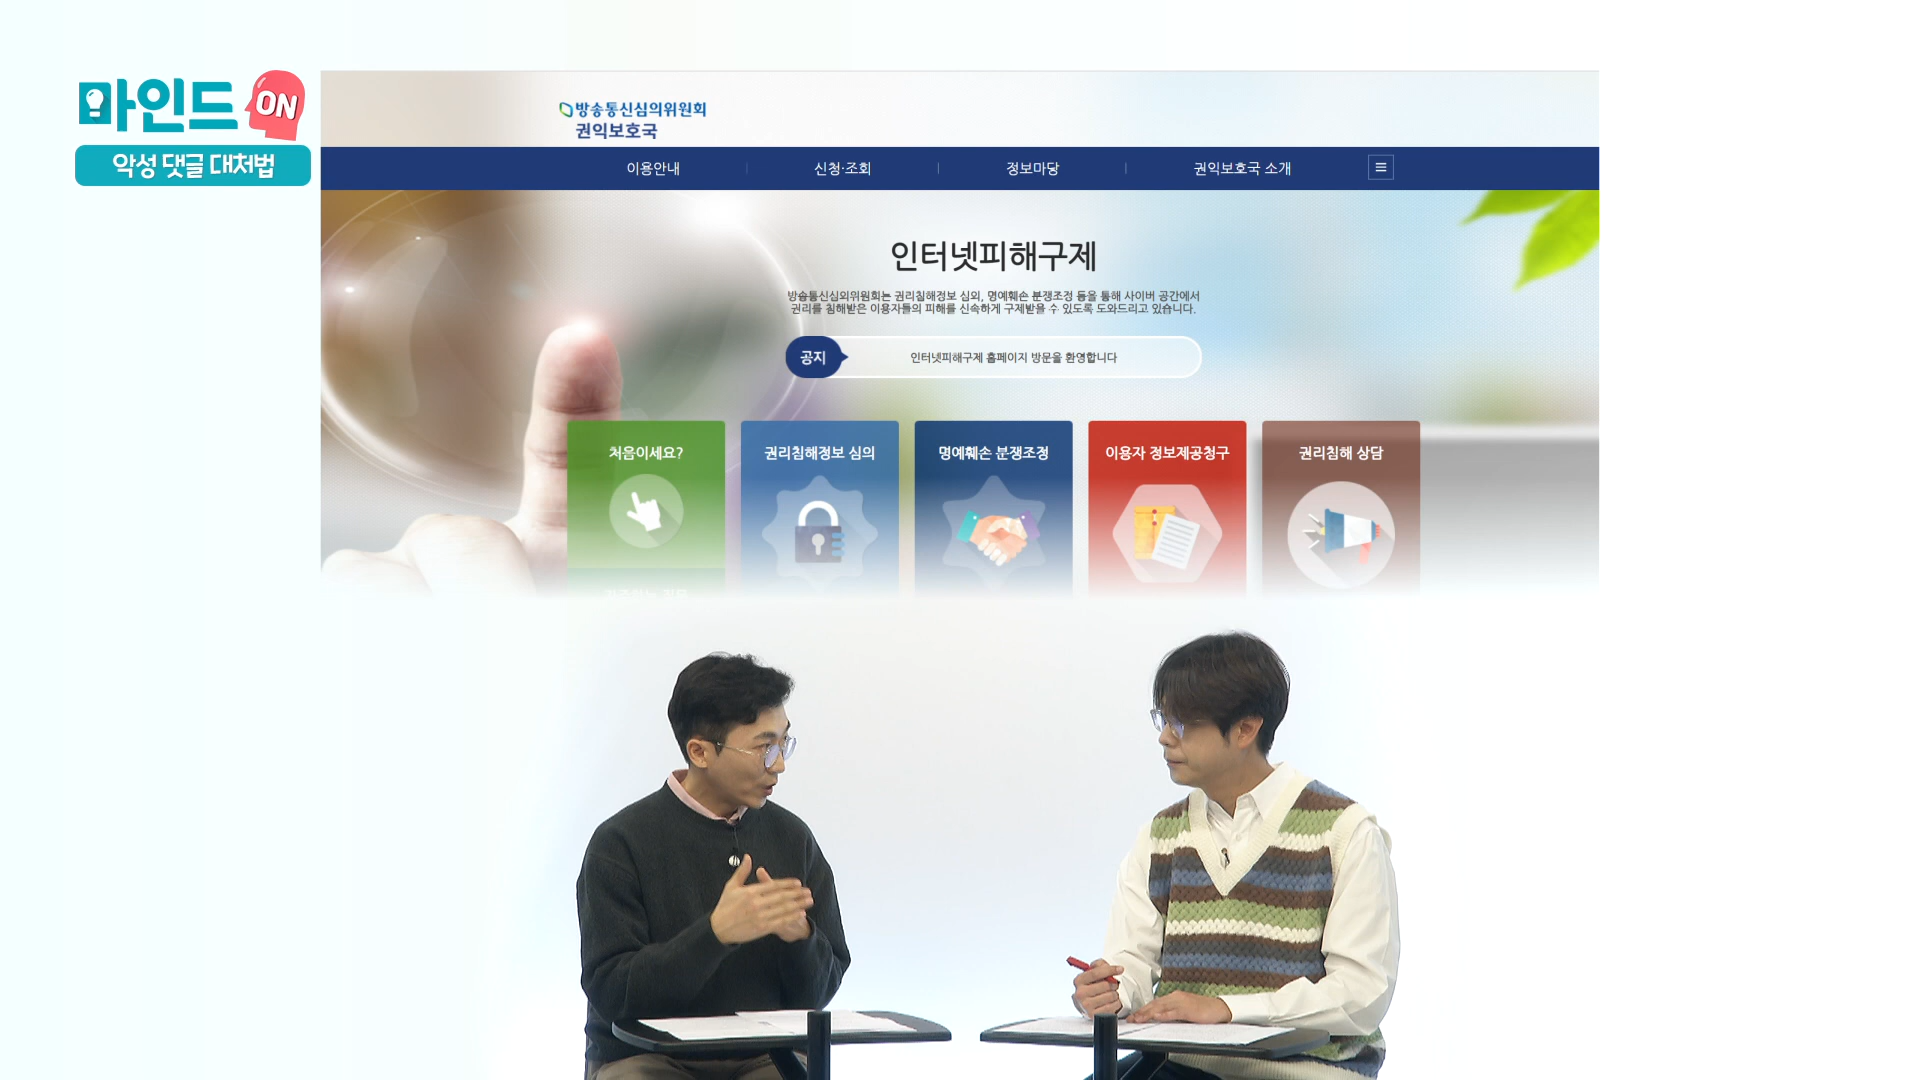 마인드 ON
악성 댓글 대처법
방송통신심의위원회
권익보호국
이용안내
신청·조회
정보마당
권익보호국 소개
인터넷피해구제
방송통신심의위원회는 권리침해정보 심의, 명예훼손 분쟁조정 등을 통해 사이버 공간에서
권리를 침해받은 이용자들의 피해를 신속하게 구제받을 수 있도록 도와드리고 있습니다.
공지
인터넷피해구제 홈페이지 방문을 환영합니다
처음이세요?
권리침해정보 심의
명예훼손 분쟁조정
이용자 정보제공청구
권리침해 상담